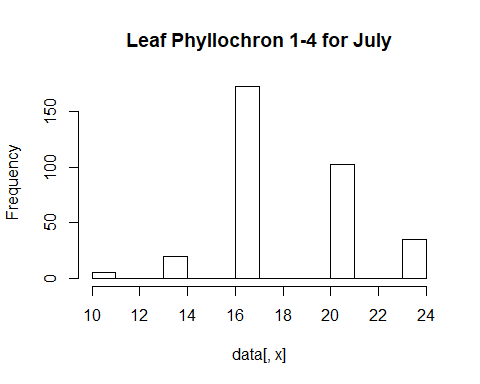 Leaf Phyllochron 1-4 for July
Frequency
150
100
50
0
10 12 14 16 18 20 22 24
data[, x]